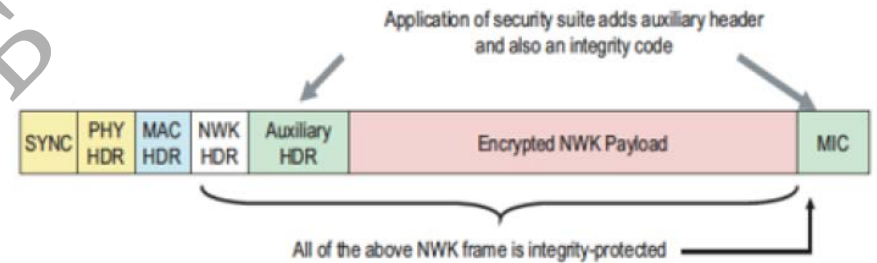 Application of security suite adds auxiliary header
and also an integrity code
SYNC
PHY
HDR
MAC
HDR
NWK
HDR
Auxiliary
HDR
Encrypted NWK Payload
MIC
All of the above NWK frame is integrity-protected